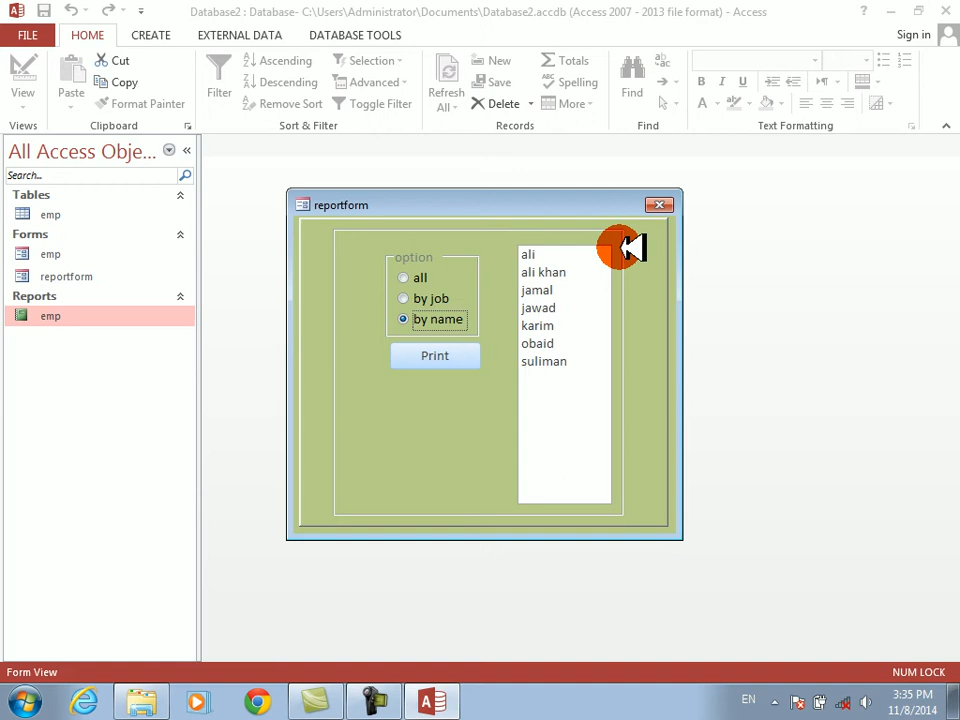 Database2 : Database- C:\Users\Administrator\Documents\Database2.accdb (Access 2007 - 2013 file format) - Access
FILE HOME CREATE EXTERNAL DATA DATABASE TOOLS Sign in
View
Views
Paste
Cut
Copy
Format Painter
Clipboard
Filter
Ascending
Descending
Remove Sort
Selection
Advanced
Toggle Filter
Sort & Filter
Refresh
All
New
Save
Delete
Totals
Spelling
More
Records
Find
Find
B I U
A
Text Formatting
All Access Obje...
Search...
Tables
emp
Forms
emp
reportform
Reports
emp
reportform
option
all
by job
by name
Print
ali
ali khan
jamal
jawad
karim
obaid
suliman
Form View NUM LOCK
EN
3:35 PM
11/8/2014